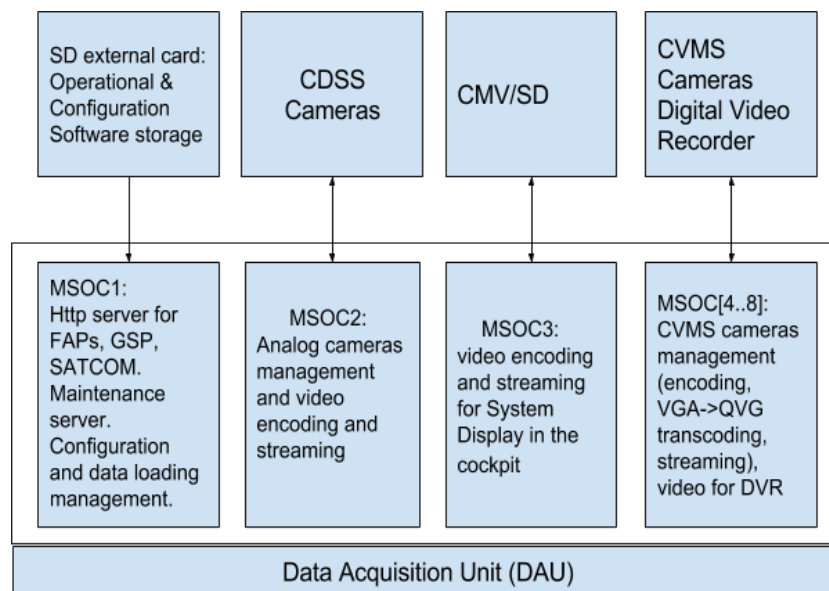 SD external card:
Operational &
Configuration
Software storage
CDSS
Cameras
CMV/SD
CVMS
Cameras
Digital Video
Recorder
MSOC1:
Http server for
FAPs, GSP,
SATCOM.
Maintenance
server.
Configuration
and data loading
management.
MSOC2:
Analog cameras
management
and video
encoding and
streaming
MSOC3:
video encoding
and streaming
for System
Display in the
cockpit
MSOC[4..8]:
CVMS cameras
management
(encoding,
VGA->QVG
transcoding,
streaming),
video for DVR
Data Acquisition Unit (DAU)